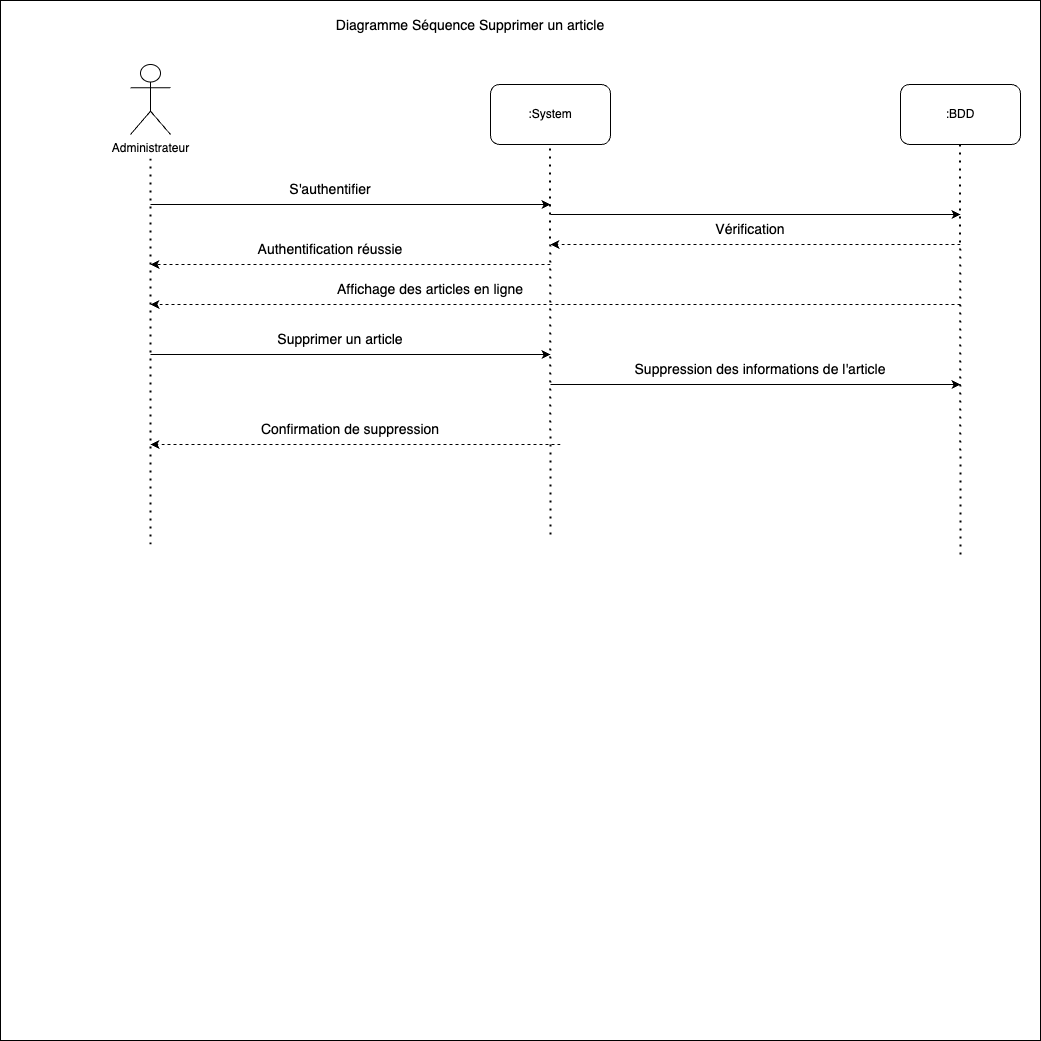 Diagramme Séquence Supprimer un article
:System
:BDD
Administrateur
S'authentifier
Vérification
Authentification réussie
Affichage des articles en ligne
Supprimer un article
Suppression des informations de l'article
Confirmation de suppression